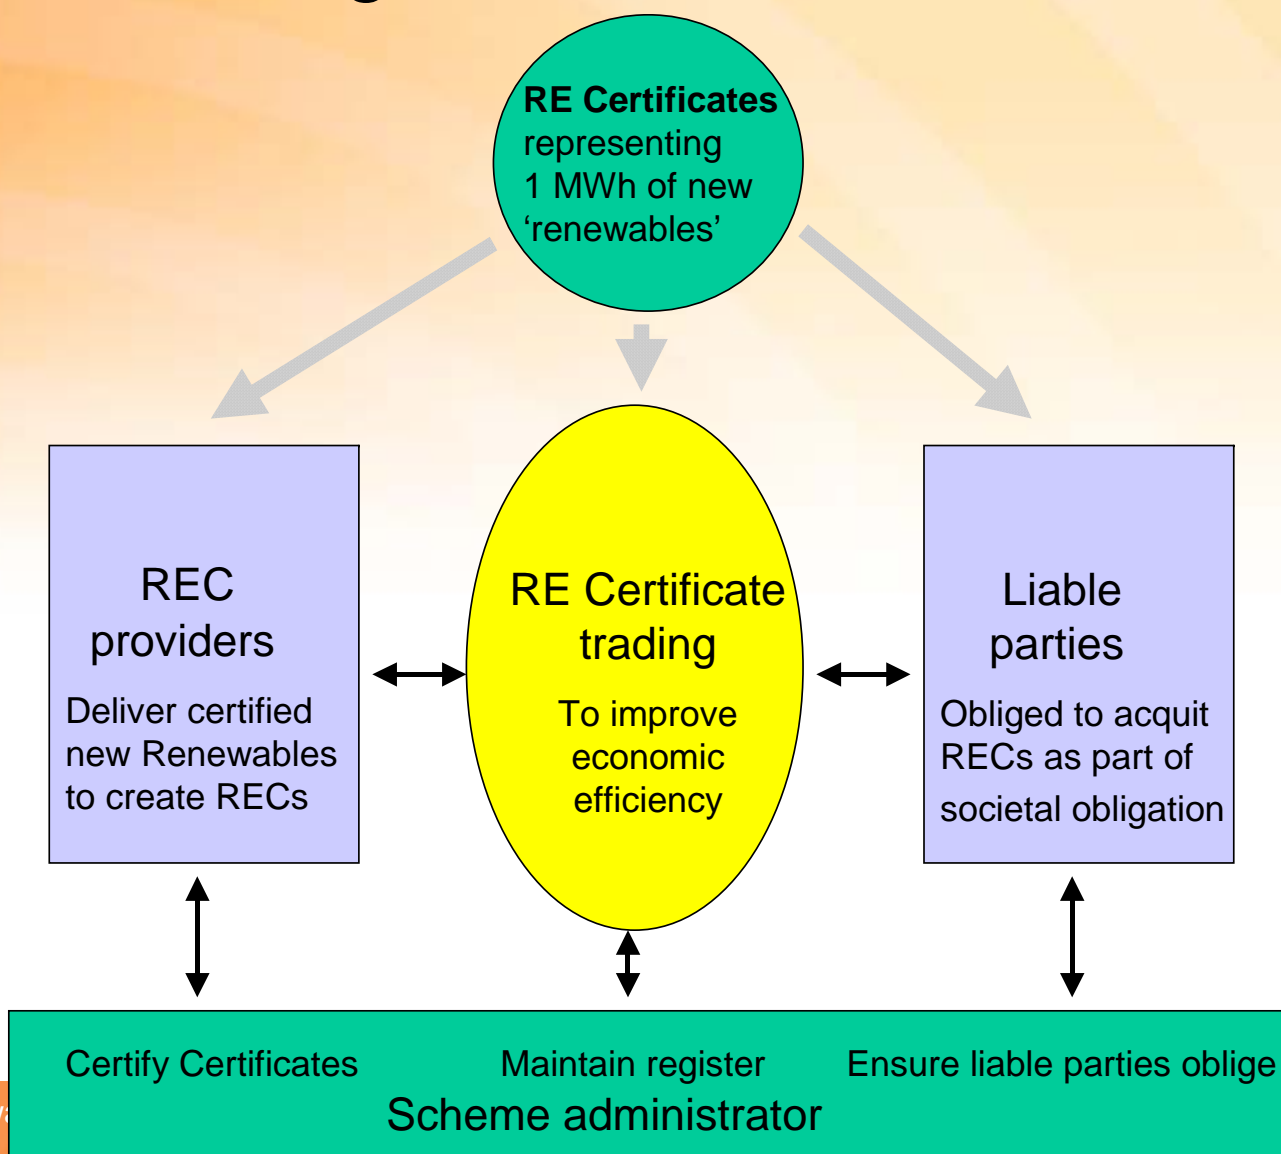 RE Certificates
representing
1 MWh of new
‘renewables’
REC
providers
Deliver certified
new Renewables
to create RECs
RE Certificate
trading
To improve
economic
efficiency
Liable
parties
Obliged to acquit
RECs as part of
societal obligation
Certify Certificates
Maintain register
Ensure liable parties oblige
Scheme administrator